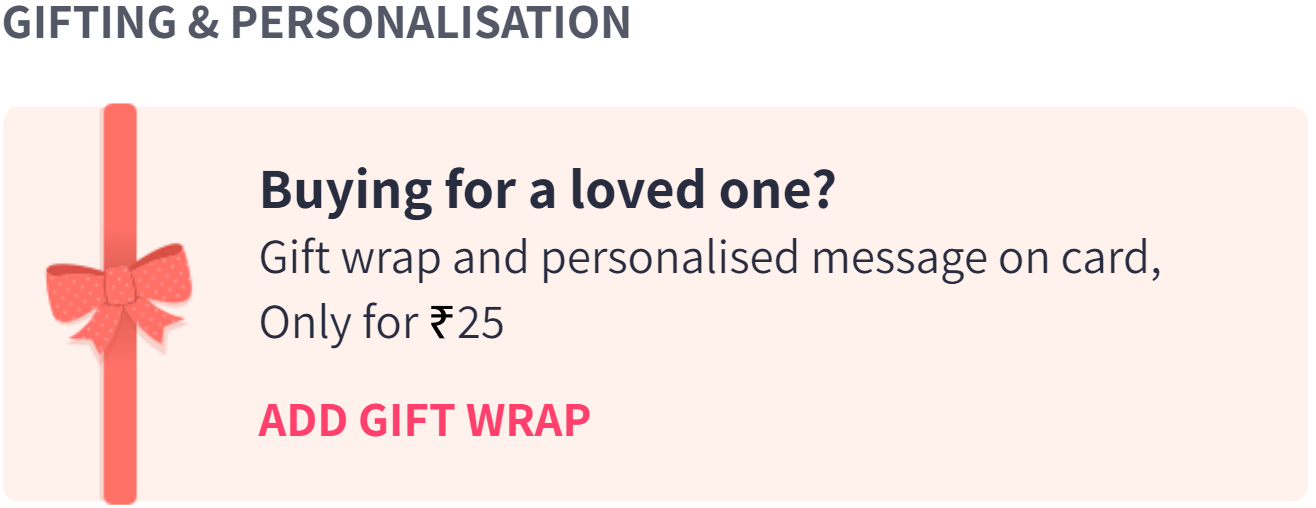 GIFTING & PERSONALISATION
Buying for a loved one?
Gift wrap and personalised message on card,
Only for ₹25
ADD GIFT WRAP